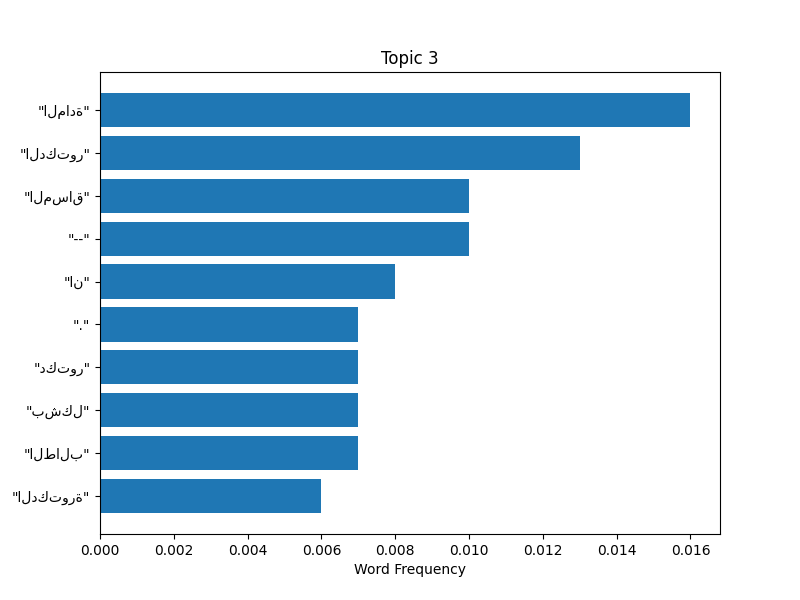 Topic 3
"المادة"
"الدكتور"
"المساق"
"--"
"ان"
"."
"دكتور"
"بشكل"
"الطالب"
"الدكتورة"
0.000 0.002 0.004 0.006 0.008 0.010 0.012 0.014 0.016
Word Frequency